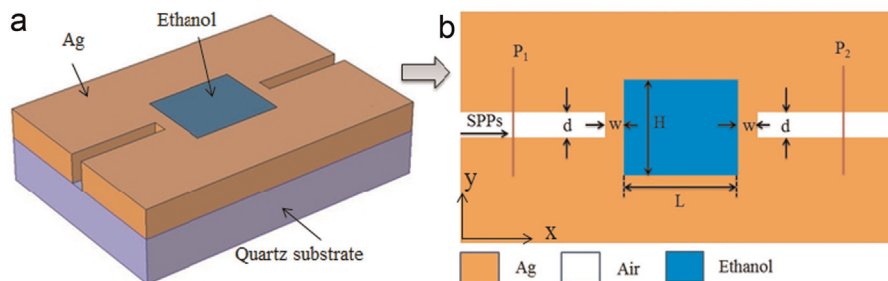 a
Ethanol
Ag
Quartz substrate
b
P1
P2
SPPs
d
w
H
w
d
L
y
x
Ag
Air
Ethanol